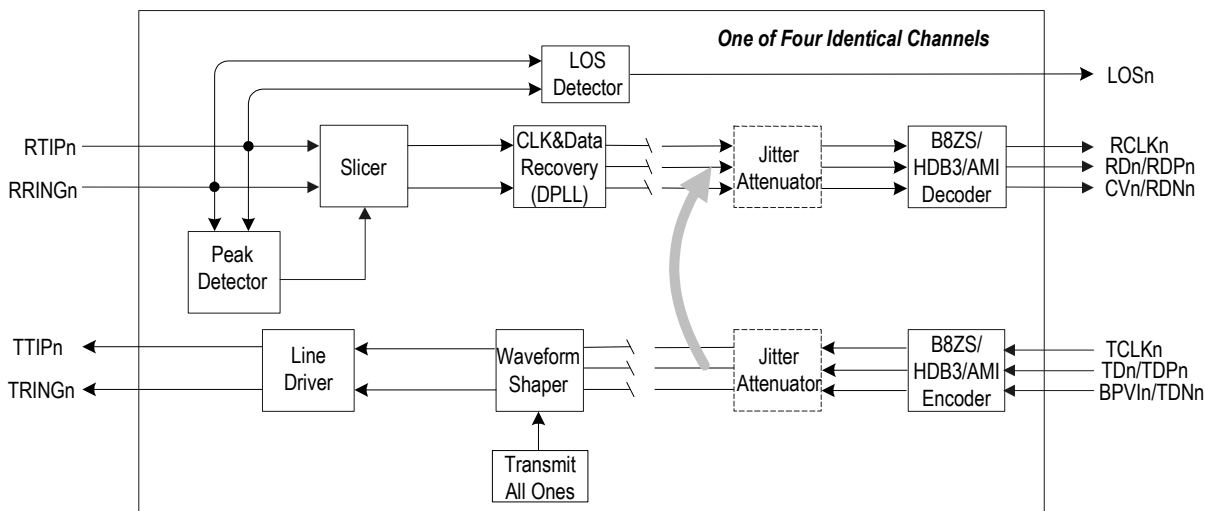 One of Four Identical Channels
LOS
Detector
LOSn
RTIPn
RRINGn
Slicer
CLK&Data
Recovery
(DPLL)
Jitter
Attenuator
B8ZS/
HDB3/AMI
Decoder
RCLKn
RDn/RDPn
CVn/RDNn
Peak
Detector
TTIPn
TRINGn
Line
Driver
Waveform
Shaper
Jitter
Attenuator
B8ZS/
HDB3/AMI
Encoder
TCLKn
TDn/TDPn
BPVIn/TDNn
Transmit
All Ones